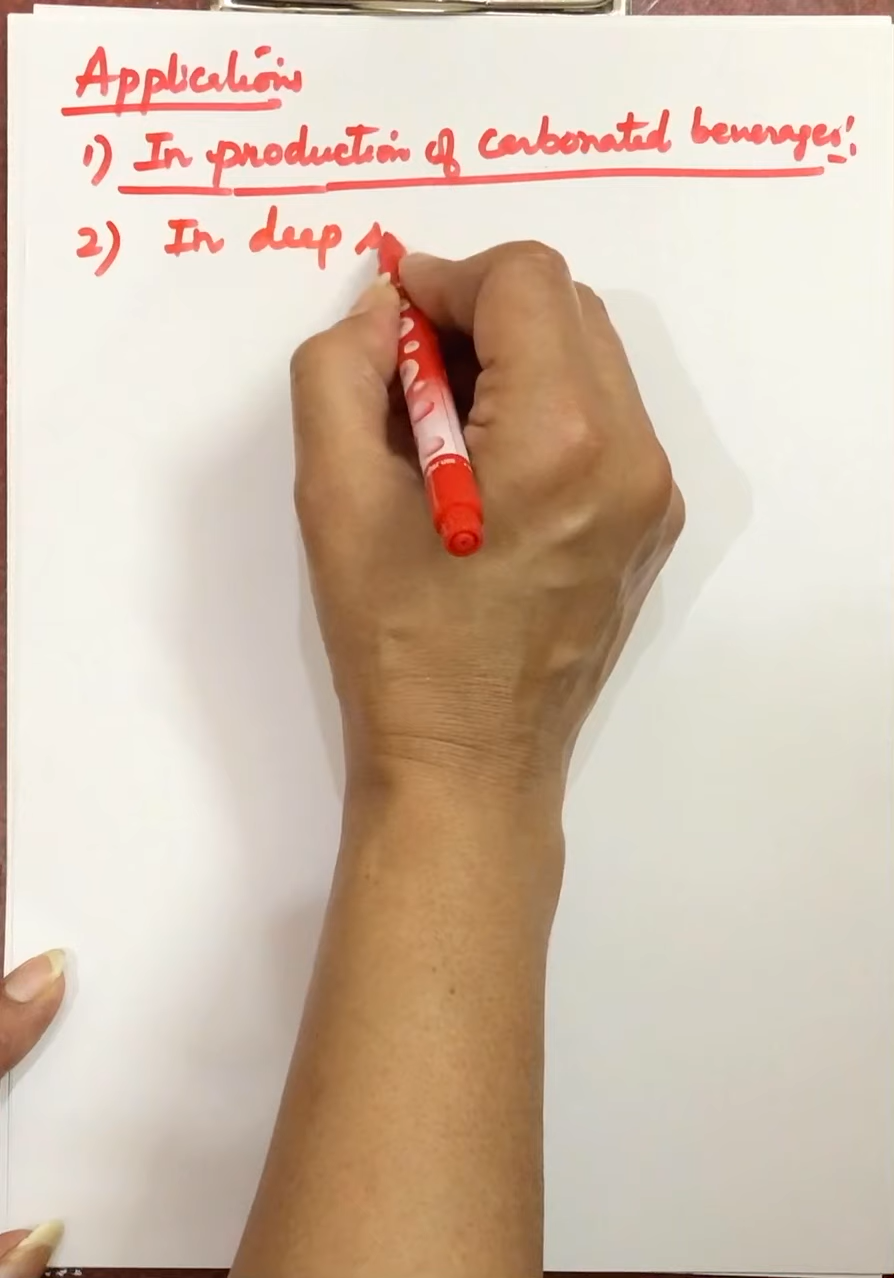 Applications
1) In production of carbonated beverages:
2) In deep s